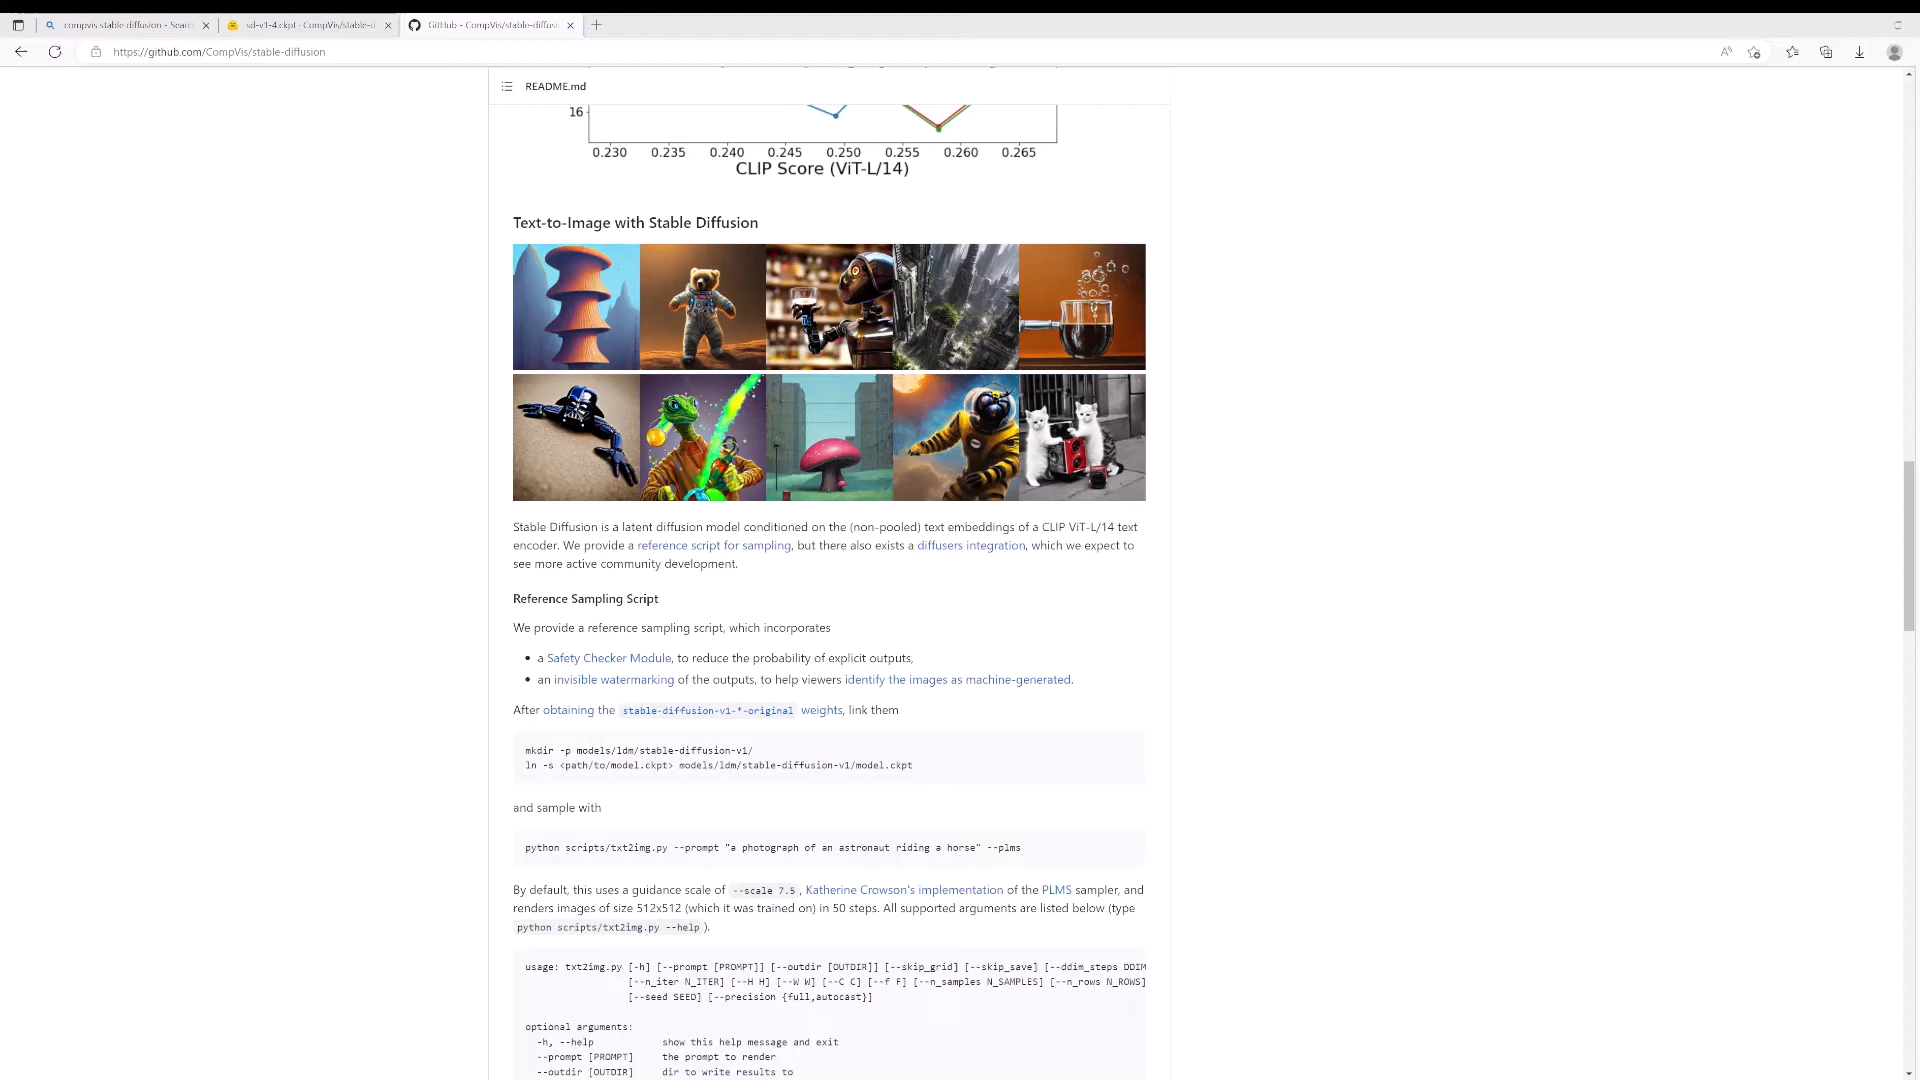 compvis stable diffusion - Search
sd-v1-4.ckpt · CompVis/stable-d
GitHub - CompVis/stable-diffusi
https://github.com/CompVis/stable-diffusion
README.md
16
0.230 0.235 0.240 0.245 0.250 0.255 0.260 0.265
CLIP Score (ViT-L/14)
Text-to-Image with Stable Diffusion
Stable Diffusion is a latent diffusion model conditioned on the (non-pooled) text embeddings of a CLIP ViT-L/14 text
encoder. We provide a reference script for sampling, but there also exists a diffusers integration, which we expect to
see more active community development.
Reference Sampling Script
We provide a reference sampling script, which incorporates
• a Safety Checker Module, to reduce the probability of explicit outputs,
• an invisible watermarking of the outputs, to help viewers identify the images as machine-generated.
After obtaining the stable-diffusion-v1-*-original weights, link them
mkdir -p models/ldm/stable-diffusion-v1/
ln -s <path/to/model.ckpt> models/ldm/stable-diffusion-v1/model.ckpt
and sample with
python scripts/txt2img.py --prompt "a photograph of an astronaut riding a horse" --plms
By default, this uses a guidance scale of --scale 7.5, Katherine Crowson's implementation of the PLMS sampler, and
renders images of size 512x512 (which it was trained on) in 50 steps. All supported arguments are listed below (type
python scripts/txt2img.py --help).
usage: txt2img.py [-h] [--prompt [PROMPT]] [--outdir [OUTDIR]] [--skip_grid] [--skip_save] [--ddim_steps DDIM
[--n_iter N_ITER] [--H H] [--W W] [--C C] [--f F] [--n_samples N_SAMPLES] [--n_rows N_ROWS]
[--seed SEED] [--precision {full,autocast}]
optional arguments:
-h, --help show this help message and exit
--prompt [PROMPT] the prompt to render
--outdir [OUTDIR] dir to write results to